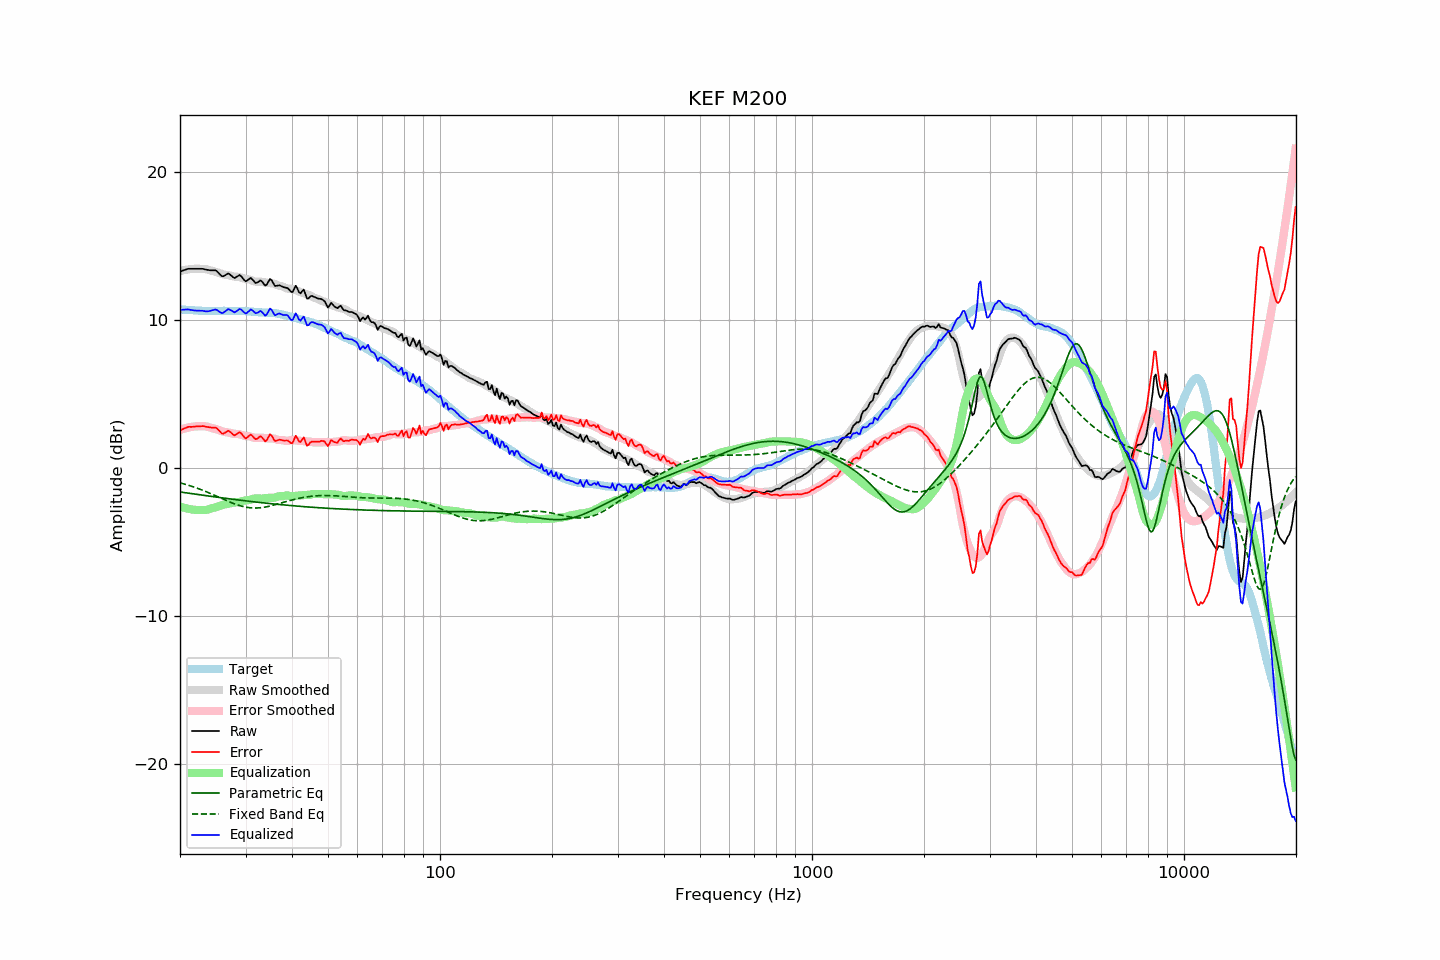 KEF M200
Amplitude (dBr)
20
10
0
−10
−20
Target
Raw Smoothed
Error Smoothed
Raw
Error
Equalization
Parametric Eq
Fixed Band Eq
Equalized
100
1000
10000
Frequency (Hz)